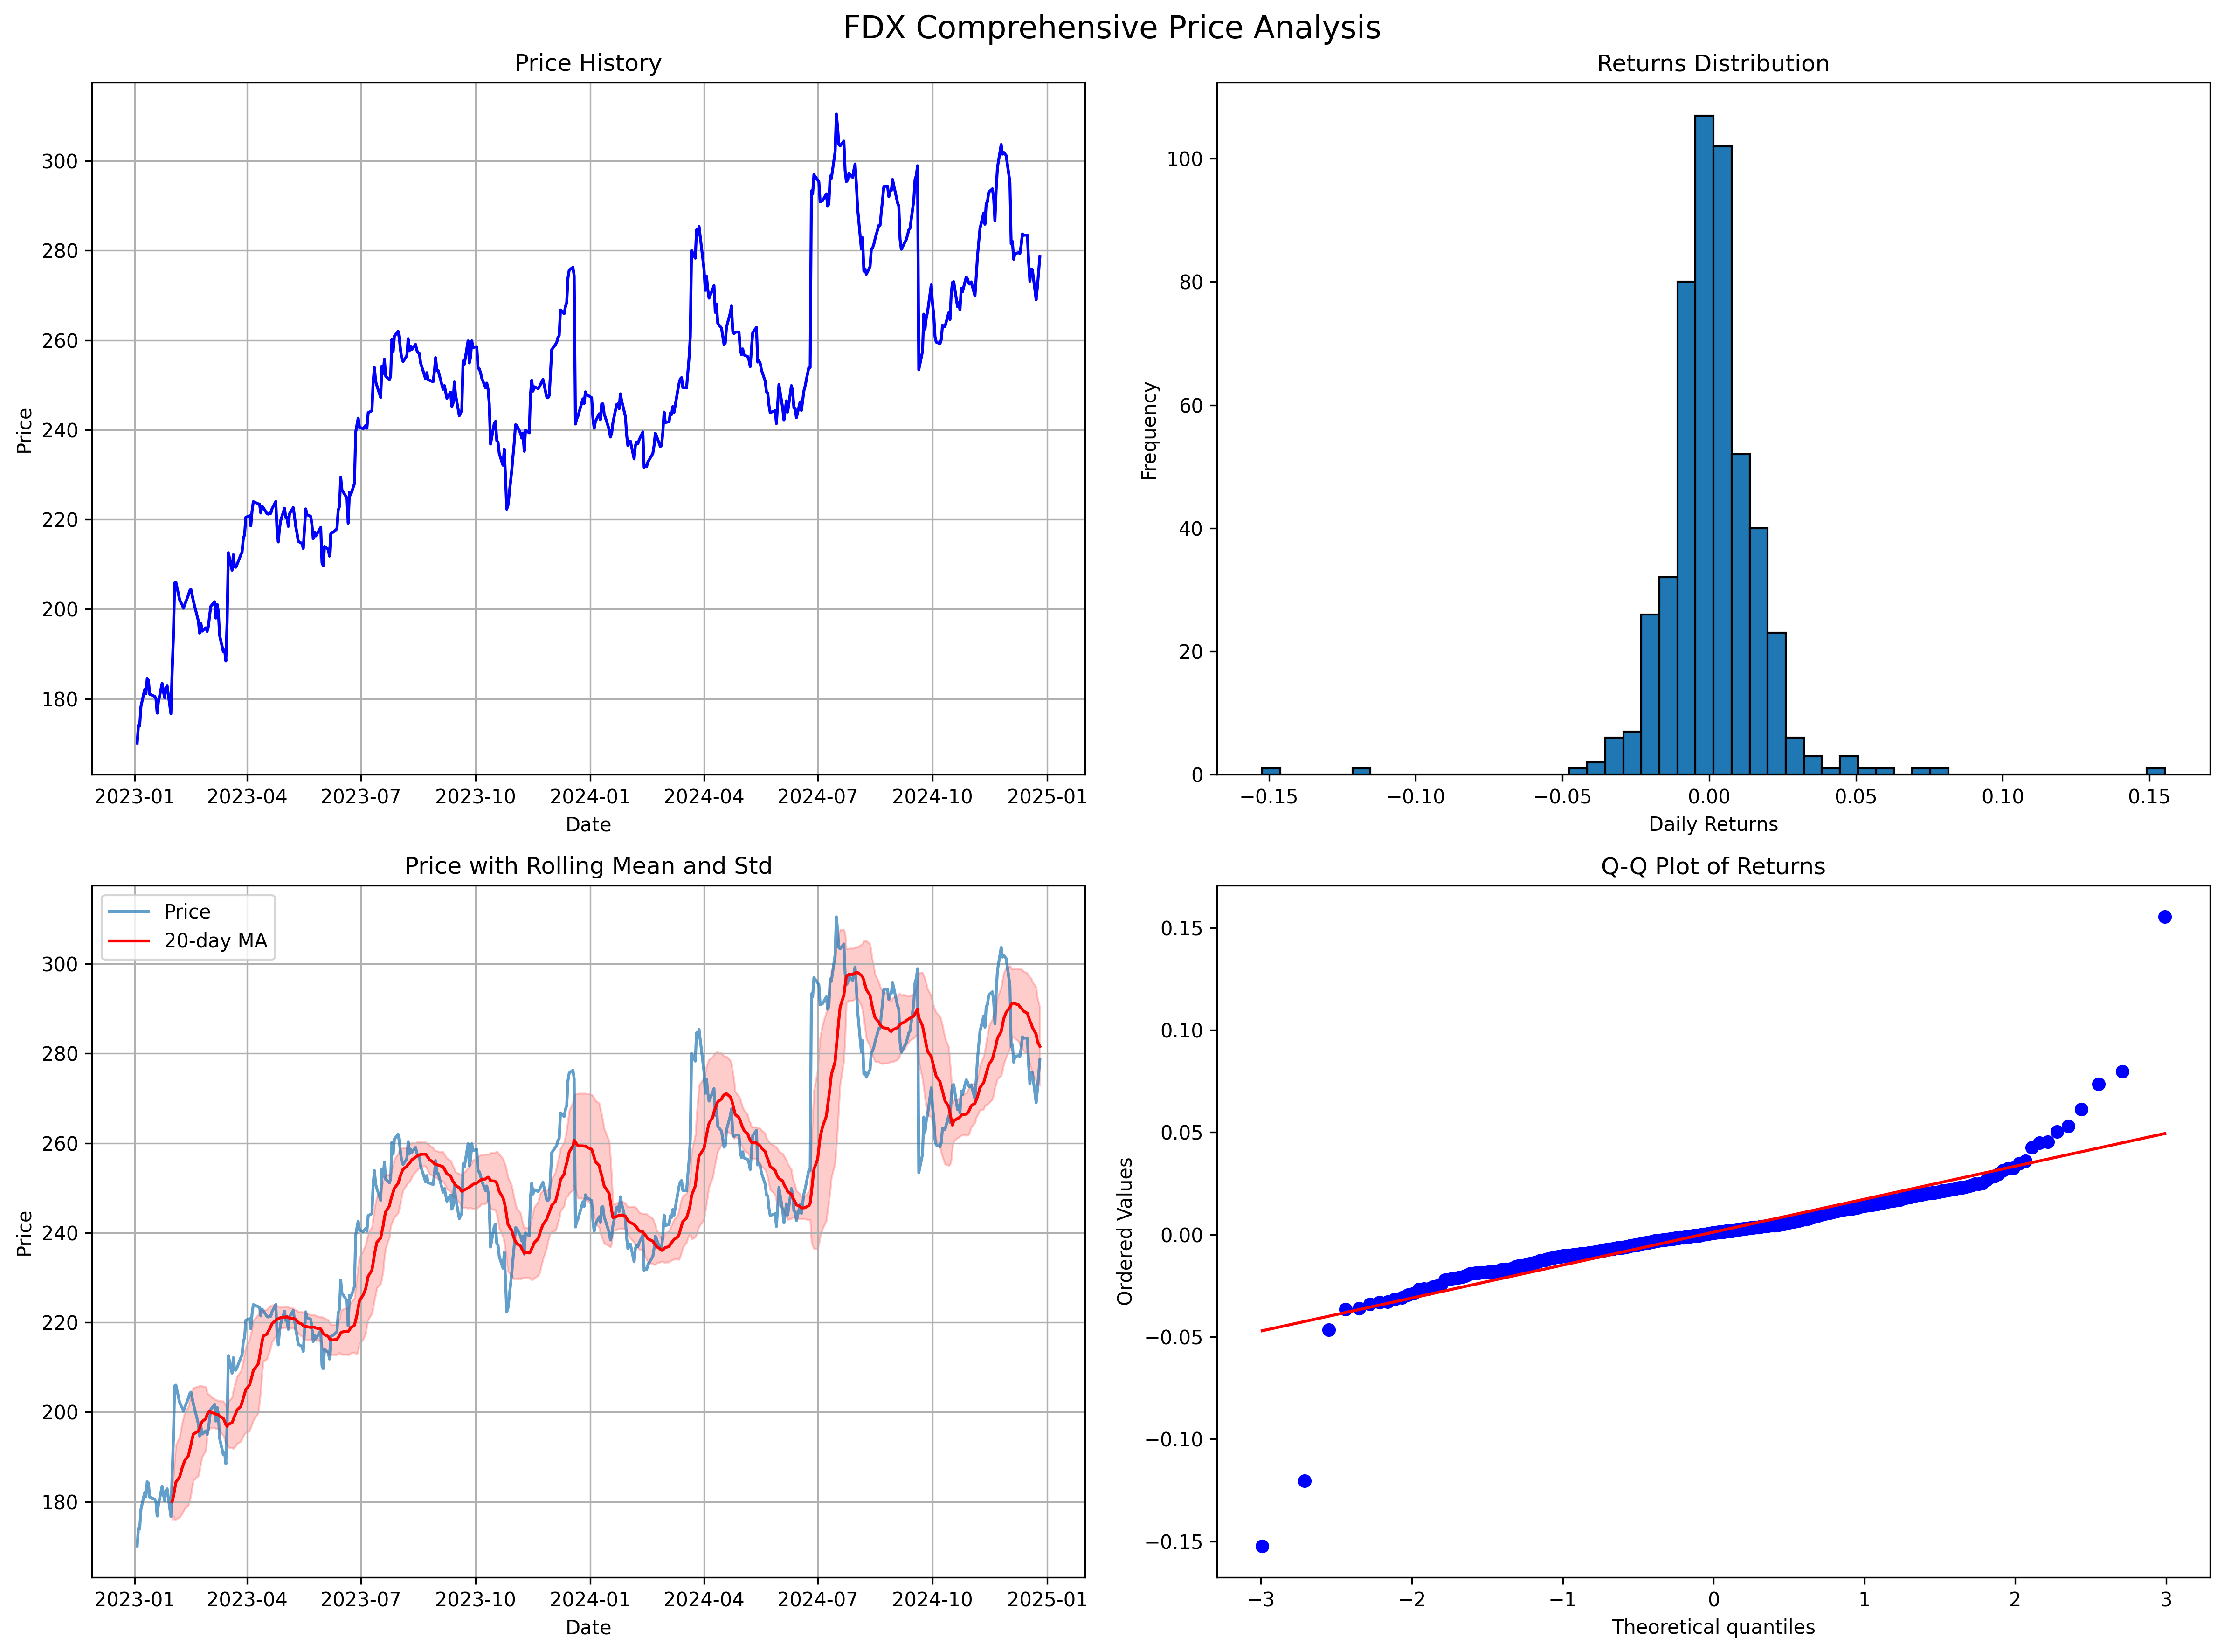 FDX Comprehensive Price Analysis
Price History
Price
300
280
260
240
220
200
180
2023-01 2023-04 2023-07 2023-10 2024-01 2024-04 2024-07 2024-10 2025-01
Date
Returns Distribution
Frequency
100
80
60
40
20
0
−0.15 −0.10 −0.05 0.00 0.05 0.10 0.15
Daily Returns
Price with Rolling Mean and Std
Price
20-day MA
Price
300
280
260
240
220
200
180
2023-01 2023-04 2023-07 2023-10 2024-01 2024-04 2024-07 2024-10 2025-01
Date
Q-Q Plot of Returns
Ordered Values
0.15
0.10
0.05
0.00
−0.05
−0.10
−0.15
−3 −2 −1 0 1 2 3
Theoretical quantiles